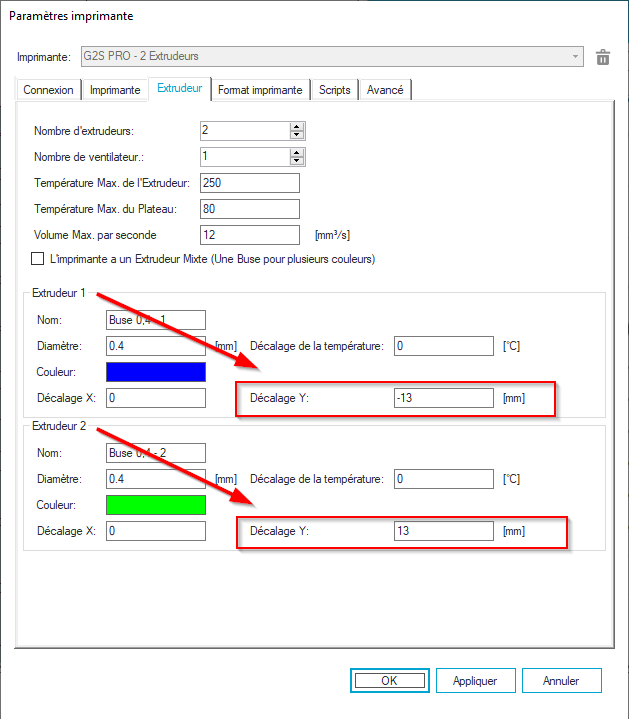 Paramètres imprimante
Imprimante: G2S PRO - 2 Extrudeurs
Connexion Imprimante Extrudeur Format imprimante Scripts Avancé
Nombre d'extrudeurs: 2
Nombre de ventilateur.: 1
Température Max. de l'Extrudeur: 250
Température Max. du Plateau: 80
Volume Max. par seconde 12 [mm³/s]
L'imprimante a un Extrudeur Mixte (Une Buse pour plusieurs couleurs)
Extrudeur 1
Nom: Buse 0,4 - 1
Diamètre: 0.4 [mm] Décalage de la température: 0 [°C]
Couleur:
Décalage X: 0 Décalage Y: -13 [mm]
Extrudeur 2
Nom: Buse 0,4 - 2
Diamètre: 0.4 [mm] Décalage de la température: 0 [°C]
Couleur:
Décalage X: 0 Décalage Y: 13 [mm]
OK Appliquer Annuler